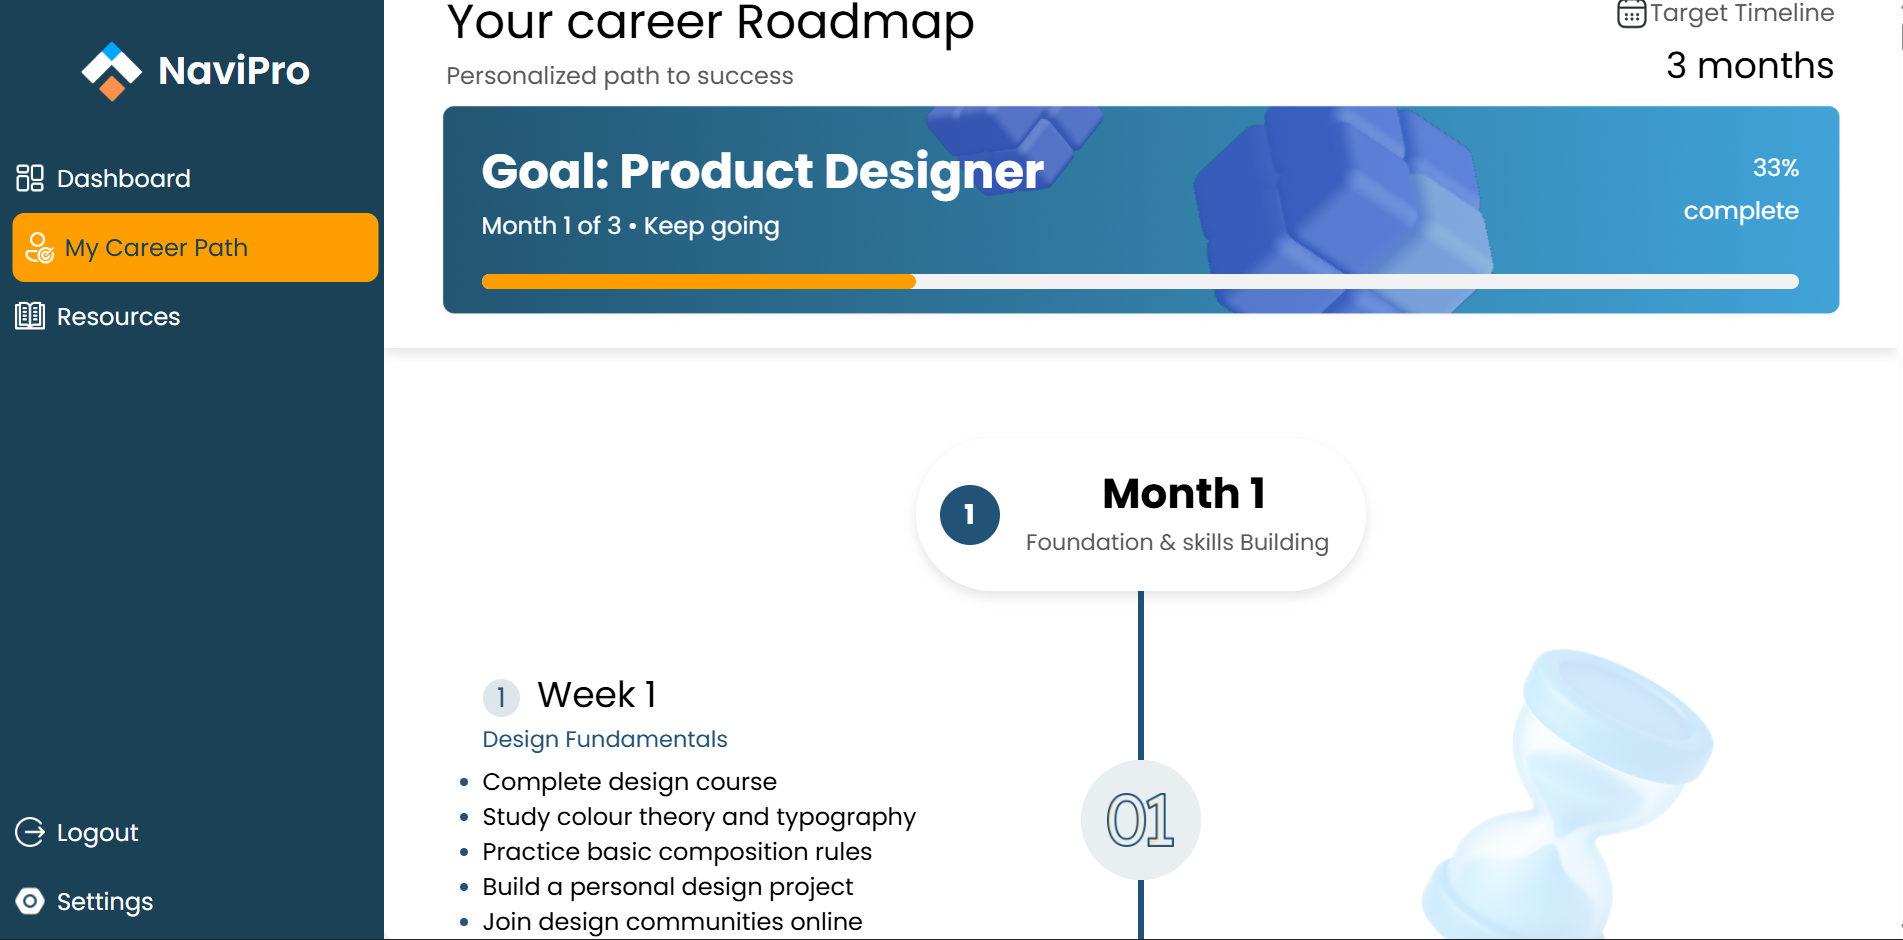 NaviPro
Dashboard
My Career Path
Resources
Logout
Settings
Your career Roadmap
Personalized path to success
Target Timeline
3 months
Goal: Product Designer
Month 1 of 3 • Keep going
33%
complete
1
Month 1
Foundation & skills Building
1 Week 1
Design Fundamentals
• Complete design course
• Study colour theory and typography
• Practice basic composition rules
• Build a personal design project
• Join design communities online
01